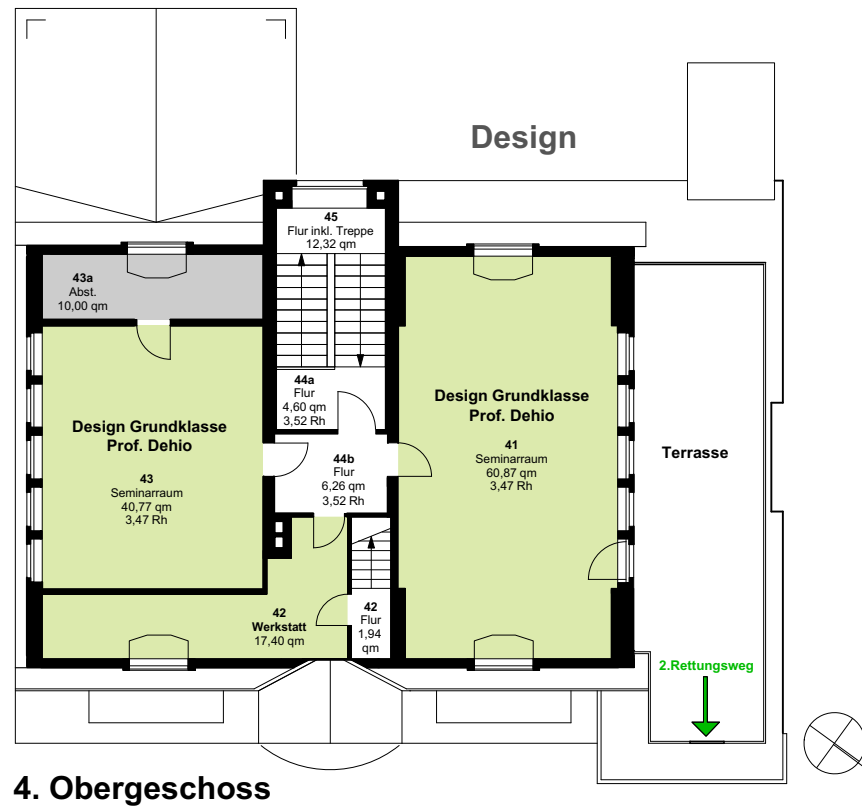 Design
45
Flur inkl. Treppe
12,32 qm
43a
Abst.
10,00 qm
44a
Flur
4,60 qm
3,52 Rh
Design Grundklasse
Prof. Dehio
43
Seminarraum
40,77 qm
3,47 Rh
44b
Flur
6,26 qm
3,52 Rh
Design Grundklasse
Prof. Dehio
41
Seminarraum
60,87 qm
3,47 Rh
Terrasse
42
Werkstatt
17,40 qm
42
Flur
1,94
qm
2.Rettungsweg
4. Obergeschoss